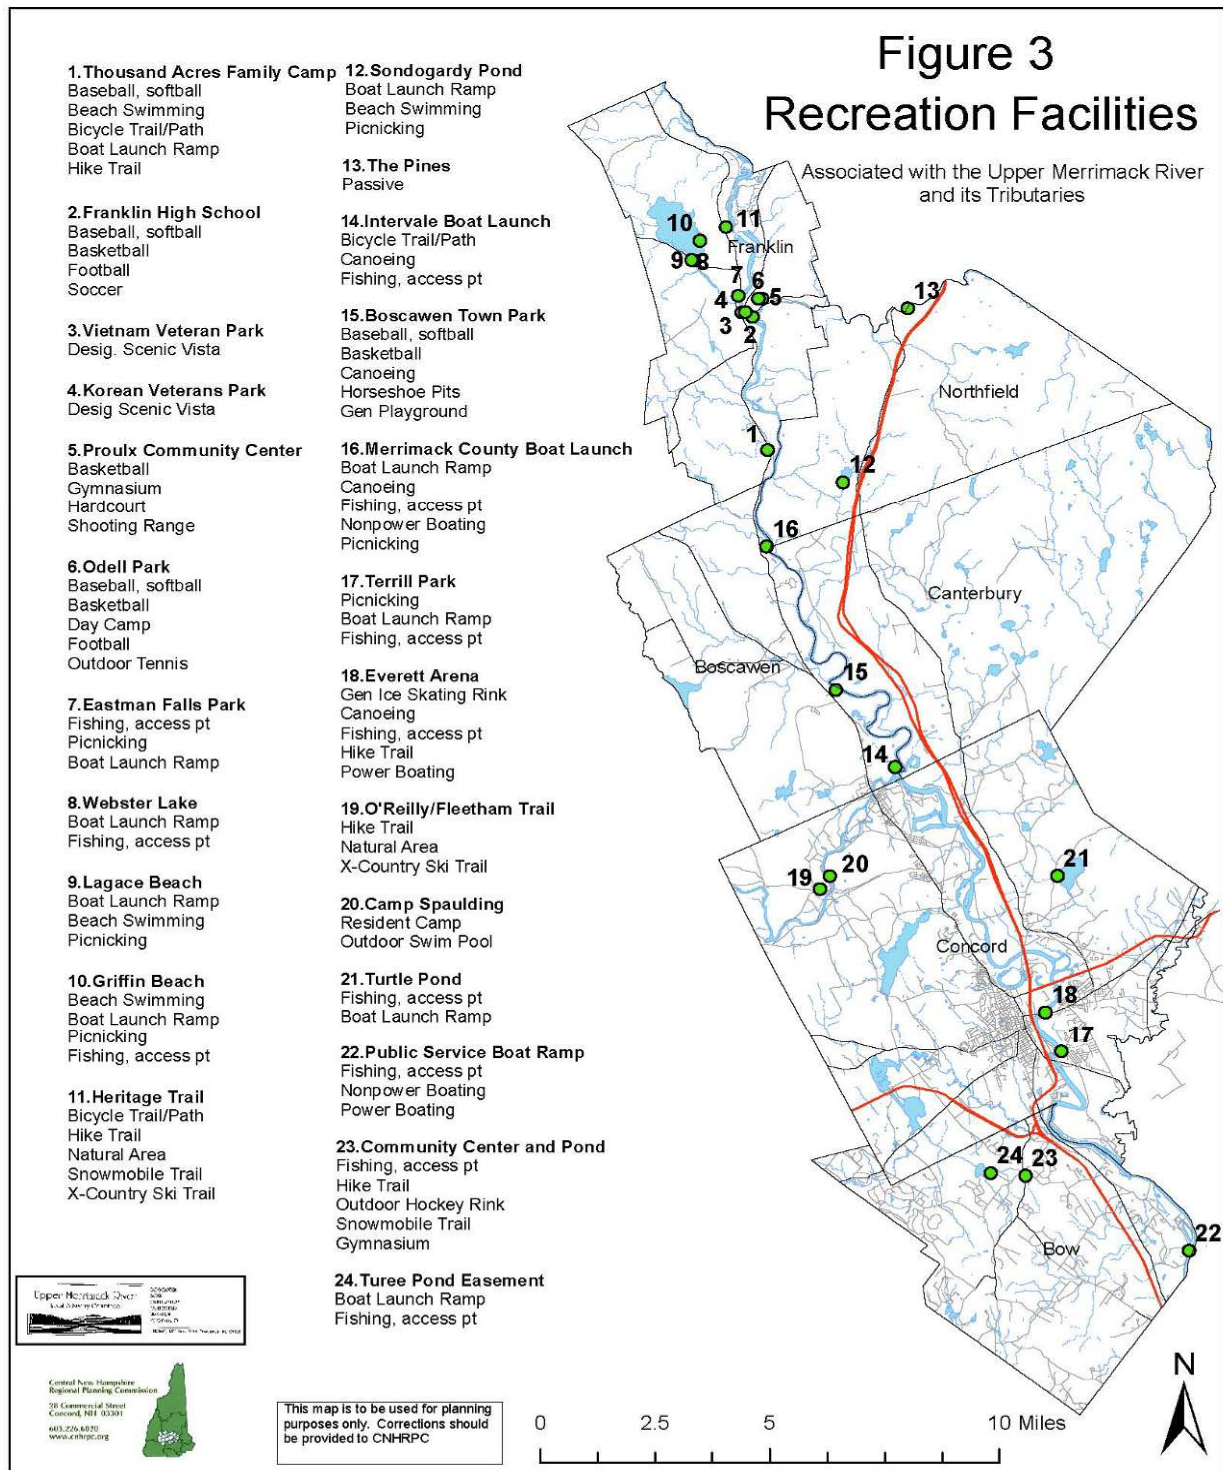 Figure 3
Recreation Facilities
Associated with the Upper Merrimack River
and its Tributaries
1.Thousand Acres Family Camp
Baseball, softball
Beach Swimming
Bicycle Trail/Path
Boat Launch Ramp
Hike Trail
2.Franklin High School
Baseball, softball
Basketball
Football
Soccer
3.Vietnam Veteran Park
Desig. Scenic Vista
4.Korean Veterans Park
Desig Scenic Vista
5.Proulx Community Center
Basketball
Gymnasium
Hardcourt
Shooting Range
6.Odell Park
Baseball, softball
Basketball
Day Camp
Football
Outdoor Tennis
7.Eastman Falls Park
Fishing, access pt
Picnicking
Boat Launch Ramp
8.Webster Lake
Boat Launch Ramp
Fishing, access pt
9.Lagace Beach
Boat Launch Ramp
Beach Swimming
Picnicking
10.Griffin Beach
Beach Swimming
Boat Launch Ramp
Picnicking
Fishing, access pt
11.Heritage Trail
Bicycle Trail/Path
Hike Trail
Natural Area
Snowmobile Trail
X-Country Ski Trail
12.Sondogardy Pond
Boat Launch Ramp
Beach Swimming
Picnicking
13.The Pines
Passive
14.Intervale Boat Launch
Bicycle Trail/Path
Canoeing
Fishing, access pt
15.Boscawen Town Park
Baseball, softball
Basketball
Canoeing
Horseshoe Pits
Gen Playground
16.Merrimack County Boat Launch
Boat Launch Ramp
Canoeing
Fishing, access pt
Nonpower Boating
Picnicking
17.Terrill Park
Picnicking
Boat Launch Ramp
Fishing, access pt
18.Everett Arena
Gen Ice Skating Rink
Canoeing
Fishing, access pt
Hike Trail
Power Boating
19.O'Reilly/Fleetham Trail
Hike Trail
Natural Area
X-Country Ski Trail
20.Camp Spaulding
Resident Camp
Outdoor Swim Pool
21.Turtle Pond
Fishing, access pt
Boat Launch Ramp
22.Public Service Boat Ramp
Fishing, access pt
Nonpower Boating
Power Boating
23.Community Center and Pond
Fishing, access pt
Hike Trail
Outdoor Hockey Rink
Snowmobile Trail
Gymnasium
24.Turee Pond Easement
Boat Launch Ramp
Fishing, access pt
10
11
Franklin
9
8
7
6
4
5
3
2
13
Northfield
1
12
16
Canterbury
Boscawen
15
14
21
20
19
Concord
18
17
24
23
22
Bow
Upper Merrimack River
Central New Hampshire
Regional Planning Commission
28 Commercial Street
Concord, NH 03301
603.226.6020
www.cnhrpc.org
This map is to be used for planning
purposes only. Corrections should
be provided to CNHRPC
0 2.5 5 10 Miles
N